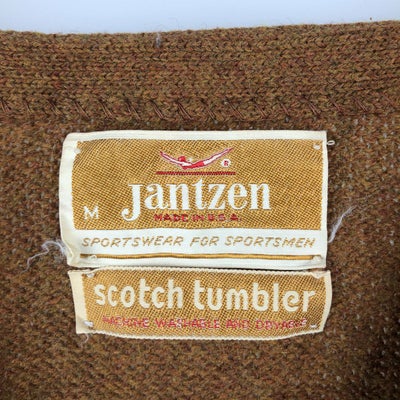 ®
Jantzen
M
MADE IN U.S.A.
SPORTSWEAR FOR SPORTSMEN
scotch tumbler
MACHINE WASHABLE AND DRYABLE